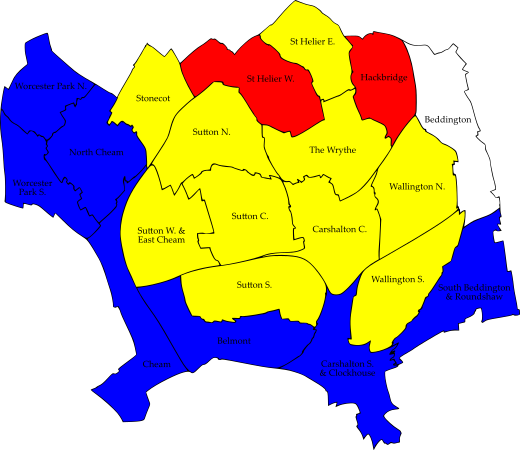 St Helier E.
St Helier W.
Hackbridge
Worcester Park N.
Stonecot
Beddington
Sutton N.
The Wrythe
North Cheam
Worcester
Park S.
Wallington N.
Sutton W. &
East Cheam
Sutton C.
Carshalton C.
Sutton S.
Wallington S.
South Beddington
& Roundshaw
Belmont
Cheam
Carshalton S.
& Clockhouse